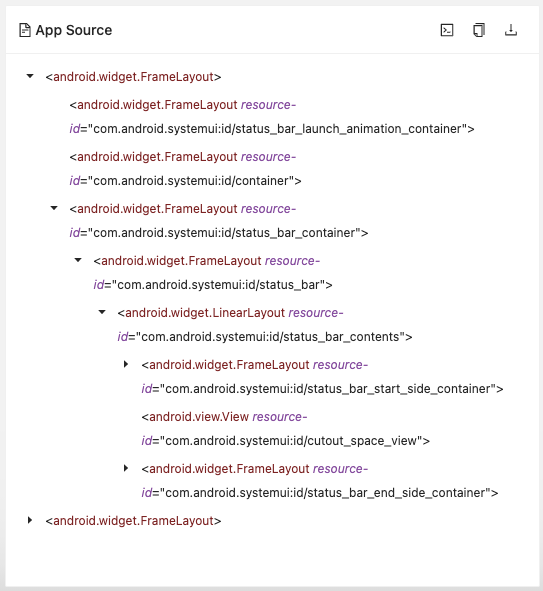 App Source
<android.widget.FrameLayout>
<android.widget.FrameLayout resource-
id="com.android.systemui:id/status_bar_launch_animation_container">
<android.widget.FrameLayout resource-
id="com.android.systemui:id/container">
<android.widget.FrameLayout resource-
id="com.android.systemui:id/status_bar_container">
<android.widget.FrameLayout resource-
id="com.android.systemui:id/status_bar">
<android.widget.LinearLayout resource-
id="com.android.systemui:id/status_bar_contents">
<android.widget.FrameLayout resource-
id="com.android.systemui:id/status_bar_start_side_container">
<android.view.View resource-
id="com.android.systemui:id/cutout_space_view">
<android.widget.FrameLayout resource-
id="com.android.systemui:id/status_bar_end_side_container">
<android.widget.FrameLayout>